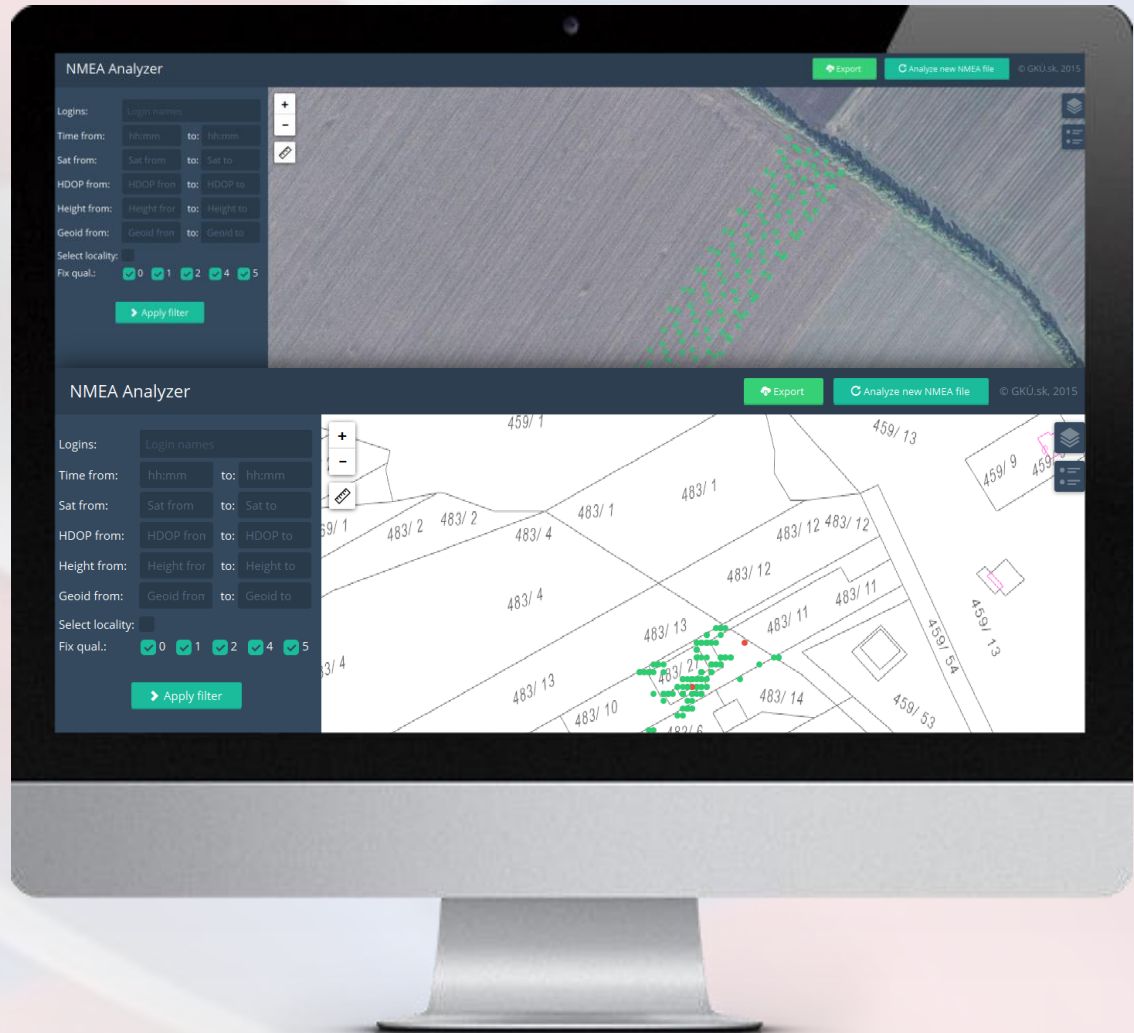 NMEA Analyzer
Export
Analyze new NMEA file
© GKÚ.sk, 2015
Logins: Login names
Time from: hh:mm to: hh:mm
Sat from: Sat from to: Sat to
HDOP from: HDOP fron to: HDOP to
Height from: Height fror to: Height to
Geoid from: Geoid fron to: Geoid to
Select locality:
Fix qual.: 0 1 2 4 5
Apply filter
NMEA Analyzer
Export
Analyze new NMEA file
© GKÚ.sk, 2015
Logins: Login names
Time from: hh:mm to: hh:mm
Sat from: Sat from to: Sat to
HDOP from: HDOP fron to: HDOP to
Height from: Height fror to: Height to
Geoid from: Geoid fron to: Geoid to
Select locality:
Fix qual.: 0 1 2 4 5
Apply filter
459/ 1
459/ 13
459/ 9
483/ 1
483/ 1
483/ 2
483/ 2
483/ 4
483/ 12
483/ 12
483/ 12
483/ 4
483/ 11
483/ 11
483/ 13
459/ 13
459/ 54
483/ 21
483/ 13
483/ 14
483/ 10
459/ 53